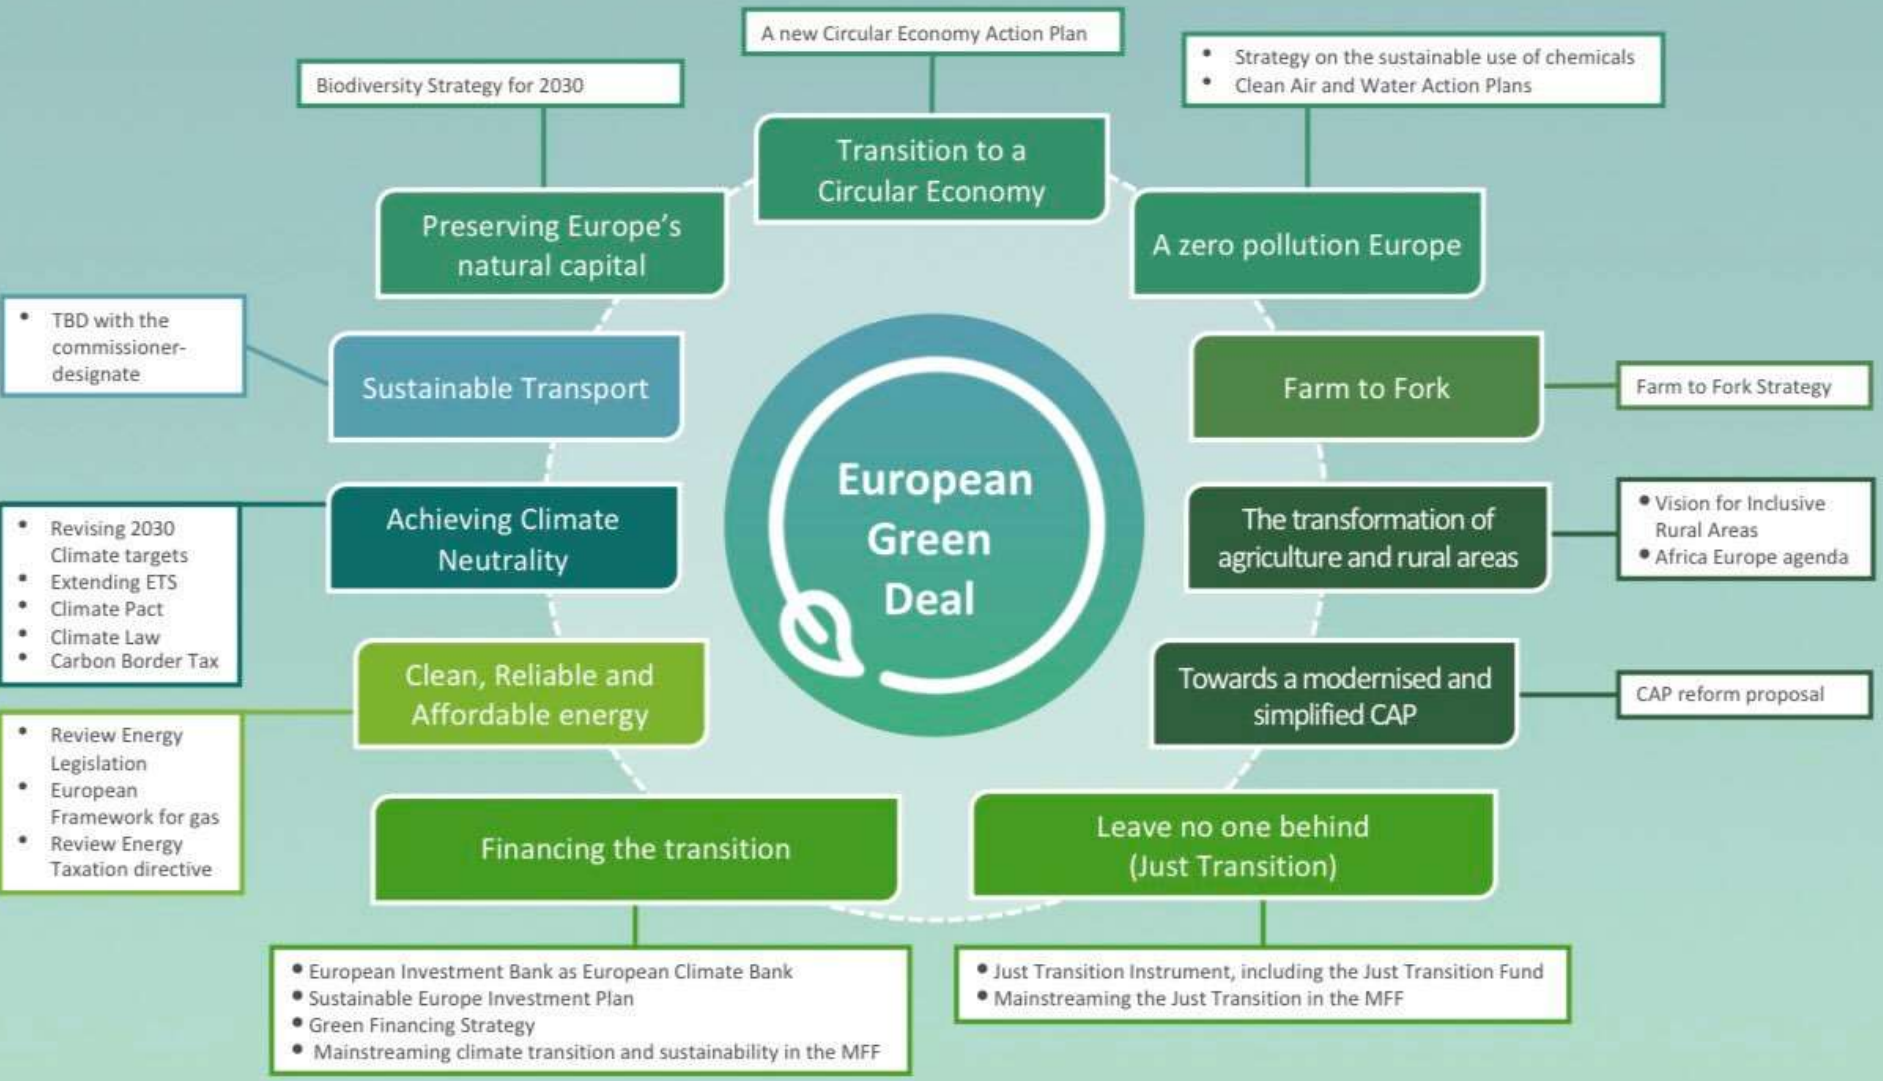 A new Circular Economy Action Plan
• Strategy on the sustainable use of chemicals
• Clean Air and Water Action Plans
Biodiversity Strategy for 2030
Transition to a
Circular Economy
Preserving Europe's
natural capital
A zero pollution Europe
• TBD with the
commissioner-
designate
Sustainable Transport
Farm to Fork
Farm to Fork Strategy
European
Green
Deal
• Revising 2030
Climate targets
• Extending ETS
• Climate Pact
• Climate Law
• Carbon Border Tax
Achieving Climate
Neutrality
The transformation of
agriculture and rural areas
• Vision for Inclusive
Rural Areas
• Africa Europe agenda
• Review Energy
Legislation
• European
Framework for gas
• Review Energy
Taxation directive
Clean, Reliable and
Affordable energy
Towards a modernised and
simplified CAP
CAP reform proposal
Financing the transition
Leave no one behind
(Just Transition)
• European Investment Bank as European Climate Bank
• Sustainable Europe Investment Plan
• Green Financing Strategy
• Mainstreaming climate transition and sustainability in the MFF
• Just Transition Instrument, including the Just Transition Fund
• Mainstreaming the Just Transition in the MFF